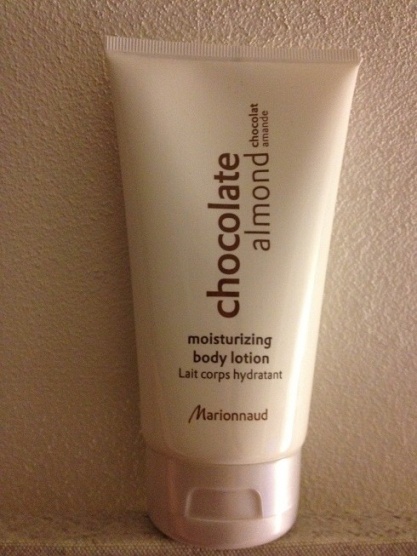 chocolate
almond
chocolat
amande
moisturizing
body lotion
Lait corps hydratant
Marionnaud